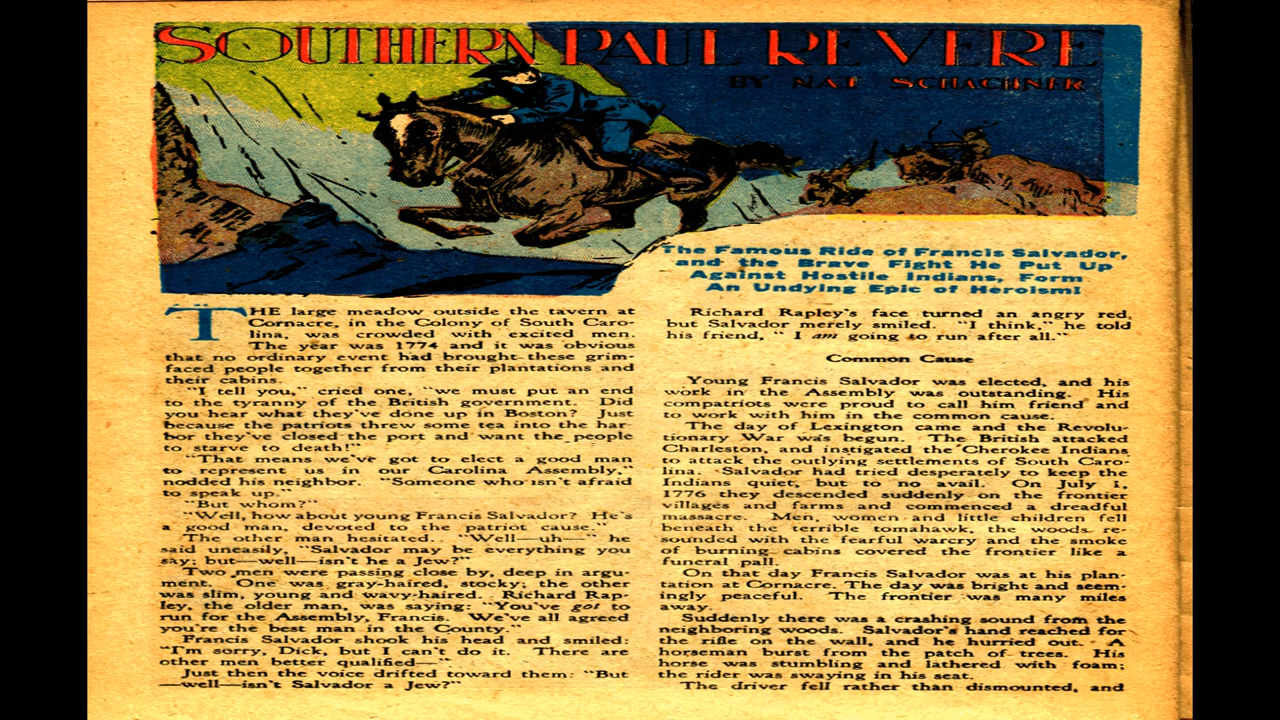 SOUTHERN PAUL REVERE
BY NAT SCHACHNER
The Famous Ride of Francis Salvador,
and the Brave Fight He Put Up
Against Hostile Indians, Form
An Undying Epic of Heroism!
THE large meadow outside the tavern at
Cornacre, in the Colony of South Caro-
lina, was crowded with excited men.
The year was 1774 and it was obvious
that no ordinary event had brought these grim-
faced people together from their plantations and
their cabins.
"I tell you," cried one, "we must put an end
to the tyranny of the British government. Did
you hear what they've done up in Boston? Just
because the patriots threw some tea into the har-
bor they've closed the port and want the people
to starve to death!"
"That means we've got to elect a good man
to represent us in our Carolina Assembly,"
nodded his neighbor. "Someone who isn't afraid
to speak up."
"But whom?"
"Well, how about young Francis Salvador? He's
a good man, devoted to the patriot cause."
The other man hesitated. "Well—uh—" he
said uneasily, "Salvador may be everything you
say; but—well—isn't he a Jew?"
Two men were passing close by, deep in argu-
ment. One was gray-haired, stocky; the other
was slim, young and wavy-haired. Richard Rap-
ley, the older man, was saying: "You've got to
run for the Assembly, Francis. We've all agreed
you're the best man in the County."
Francis Salvador shook his head and smiled:
"I'm sorry, Dick, but I can't do it. There are
other men better qualified—"
Just then the voice drifted toward them: "But
—well—isn't Salvador a Jew?"
Richard Rapley's face turned an angry red,
but Salvador merely smiled. "I think," he told
his friend, " I am going to run after all."
Common Cause
Young Francis Salvador was elected, and his
work in the Assembly was outstanding. His
compatriots were proud to call him friend and
to work with him in the common cause.
The day of Lexington came and the Revolu-
tionary War was begun. The British attacked
Charleston, and instigated the Cherokee Indians
to attack the outlying settlements of South Caro-
lina. Salvador had tried desperately to keep the
Indians quiet, but to no avail. On July 1,
1776 they descended suddenly on the frontier
villages and farms and commenced a dreadful
massacre. Men, women and little children fell
beneath the terrible tomahawk, the woods re-
sounded with the fearful warcry and the smoke
of burning cabins covered the frontier like a
funeral pall.
On that day Francis Salvador was at his plan-
tation at Cornacre. The day was bright and seem-
ingly peaceful. The frontier was many miles
away.
Suddenly there was a crashing sound from the
neighboring woods. Salvador's hand reached for
the rifle on the wall, and he hurried out. A
horseman burst from the patch of trees. His
horse was stumbling and lathered with foam;
the rider was swaying in his seat.
The driver fell rather than dismounted, and